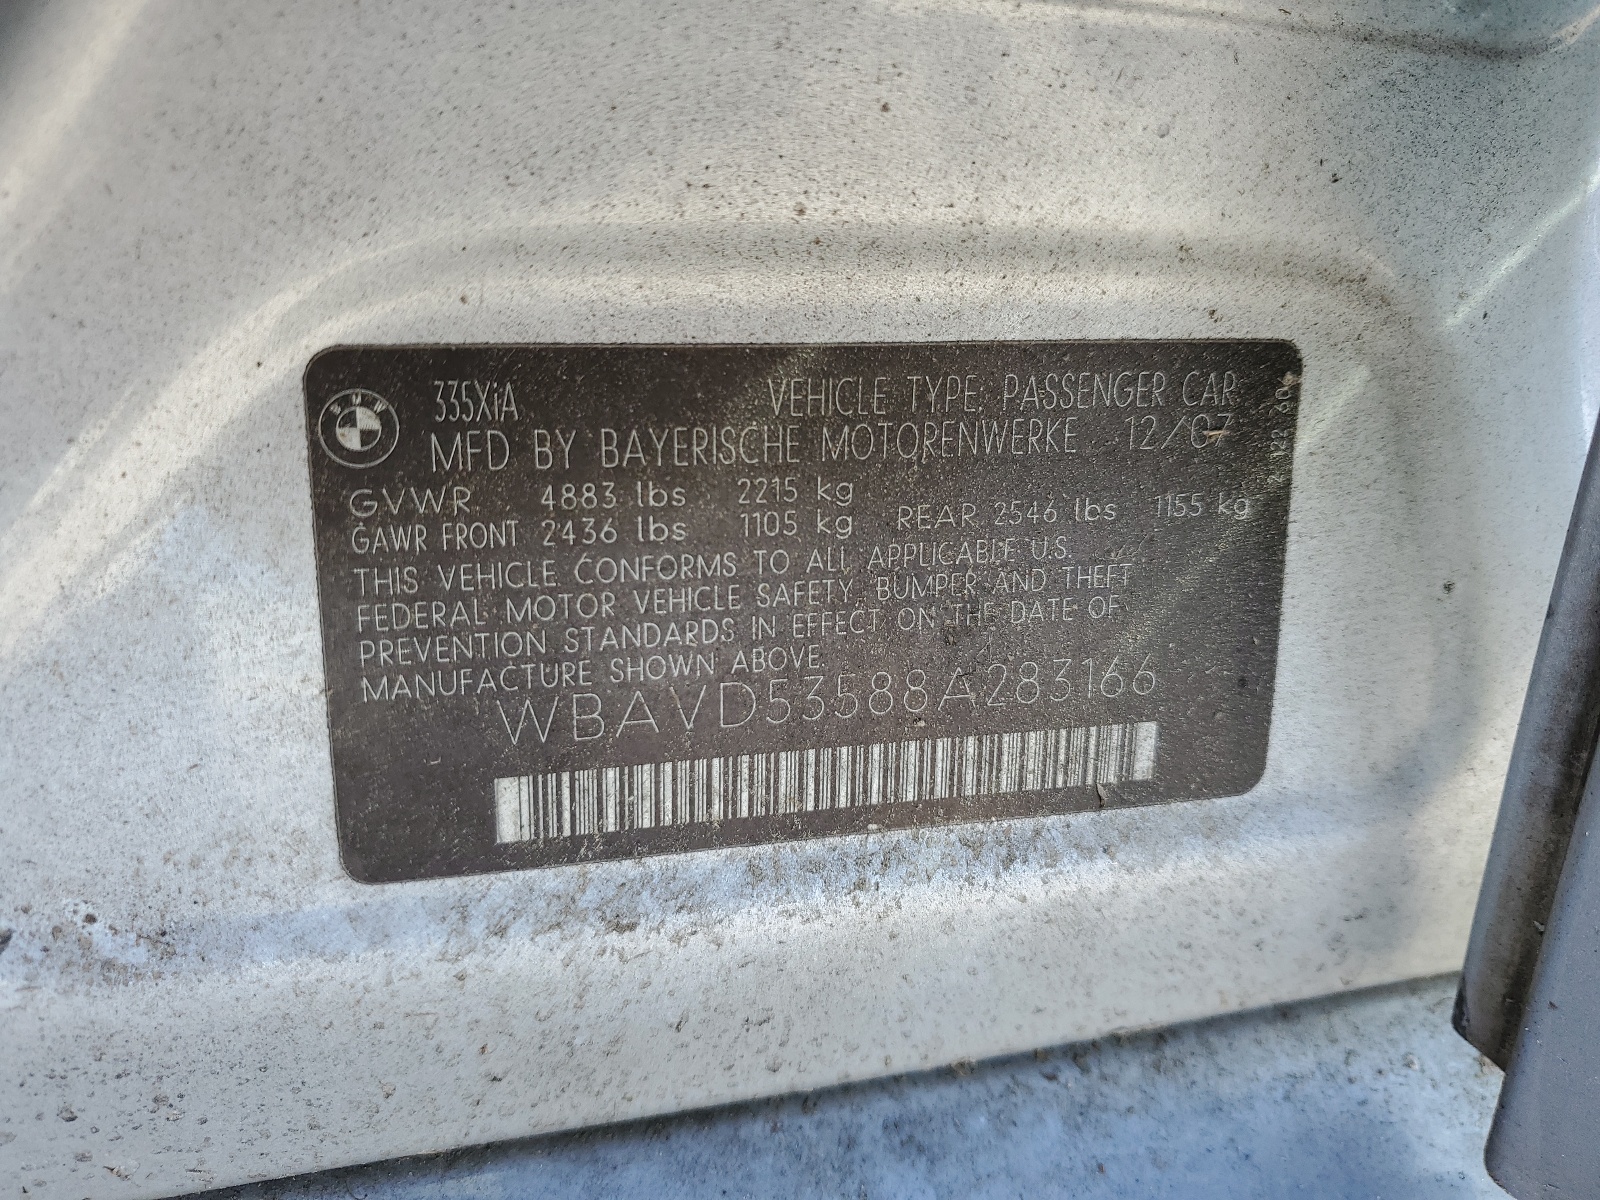 335XiA VEHICLE TYPE: PASSENGER CAR
MFD BY BAYERISCHE MOTORENWERKE 12/07
GVWR 4883 lbs 2215 kg
GAWR FRONT 2436 lbs 1105 kg REAR 2546 lbs 1155 kg
THIS VEHICLE CONFORMS TO ALL APPLICABLE U.S.
FEDERAL MOTOR VEHICLE SAFETY, BUMPER AND THEFT
PREVENTION STANDARDS IN EFFECT ON THE DATE OF
MANUFACTURE SHOWN ABOVE.
WBAVD53588A283166
BMW